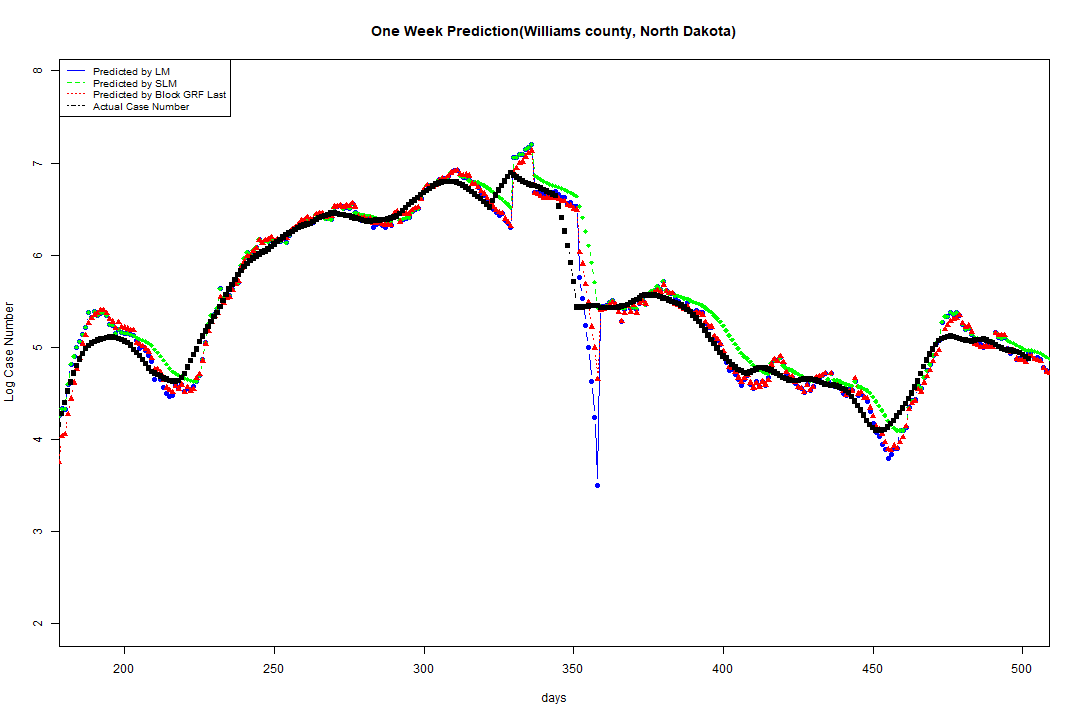 One Week Prediction(Williams county, North Dakota)
Predicted by LM
Predicted by SLM
Predicted by Block GRF Last
Actual Case Number
8
7
6
5
4
3
2
Log Case Number
200 250 300 350 400 450 500
days